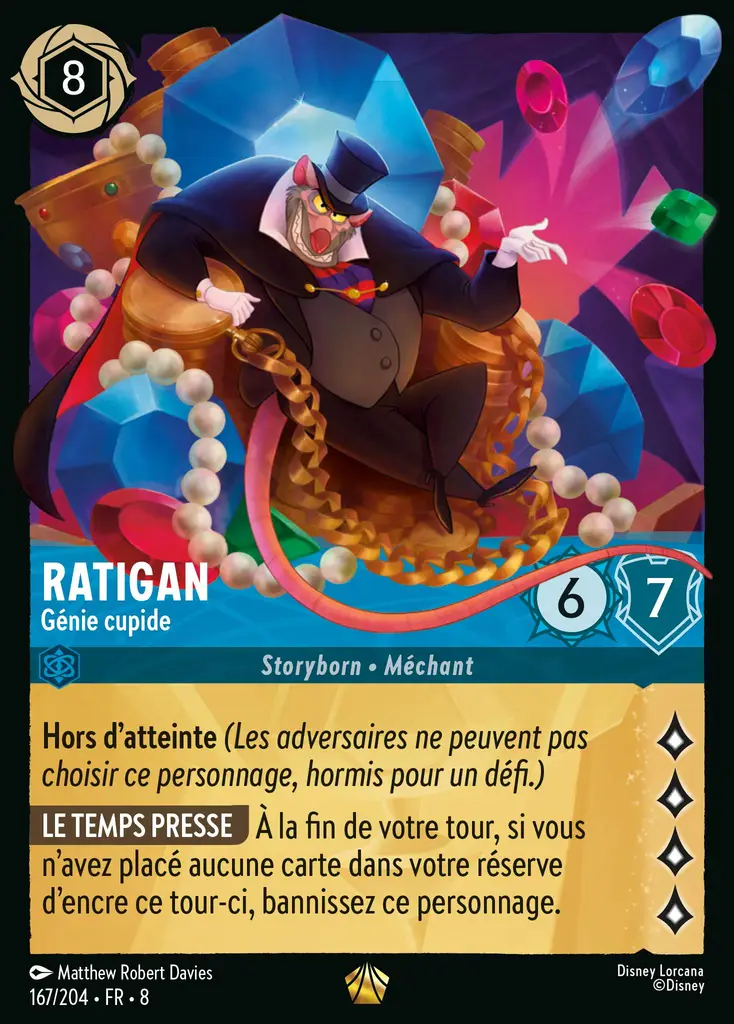 8
RATIGAN
Génie cupide
6
7
Storyborn • Méchant
Hors d'atteinte (Les adversaires ne peuvent pas
choisir ce personnage, hormis pour un défi.)
LE TEMPS PRESSE À la fin de votre tour, si vous
n'avez placé aucune carte dans votre réserve
d'encre ce tour-ci, bannissez ce personnage.
Matthew Robert Davies
167/204 • FR • 8
Disney Lorcana
©Disney